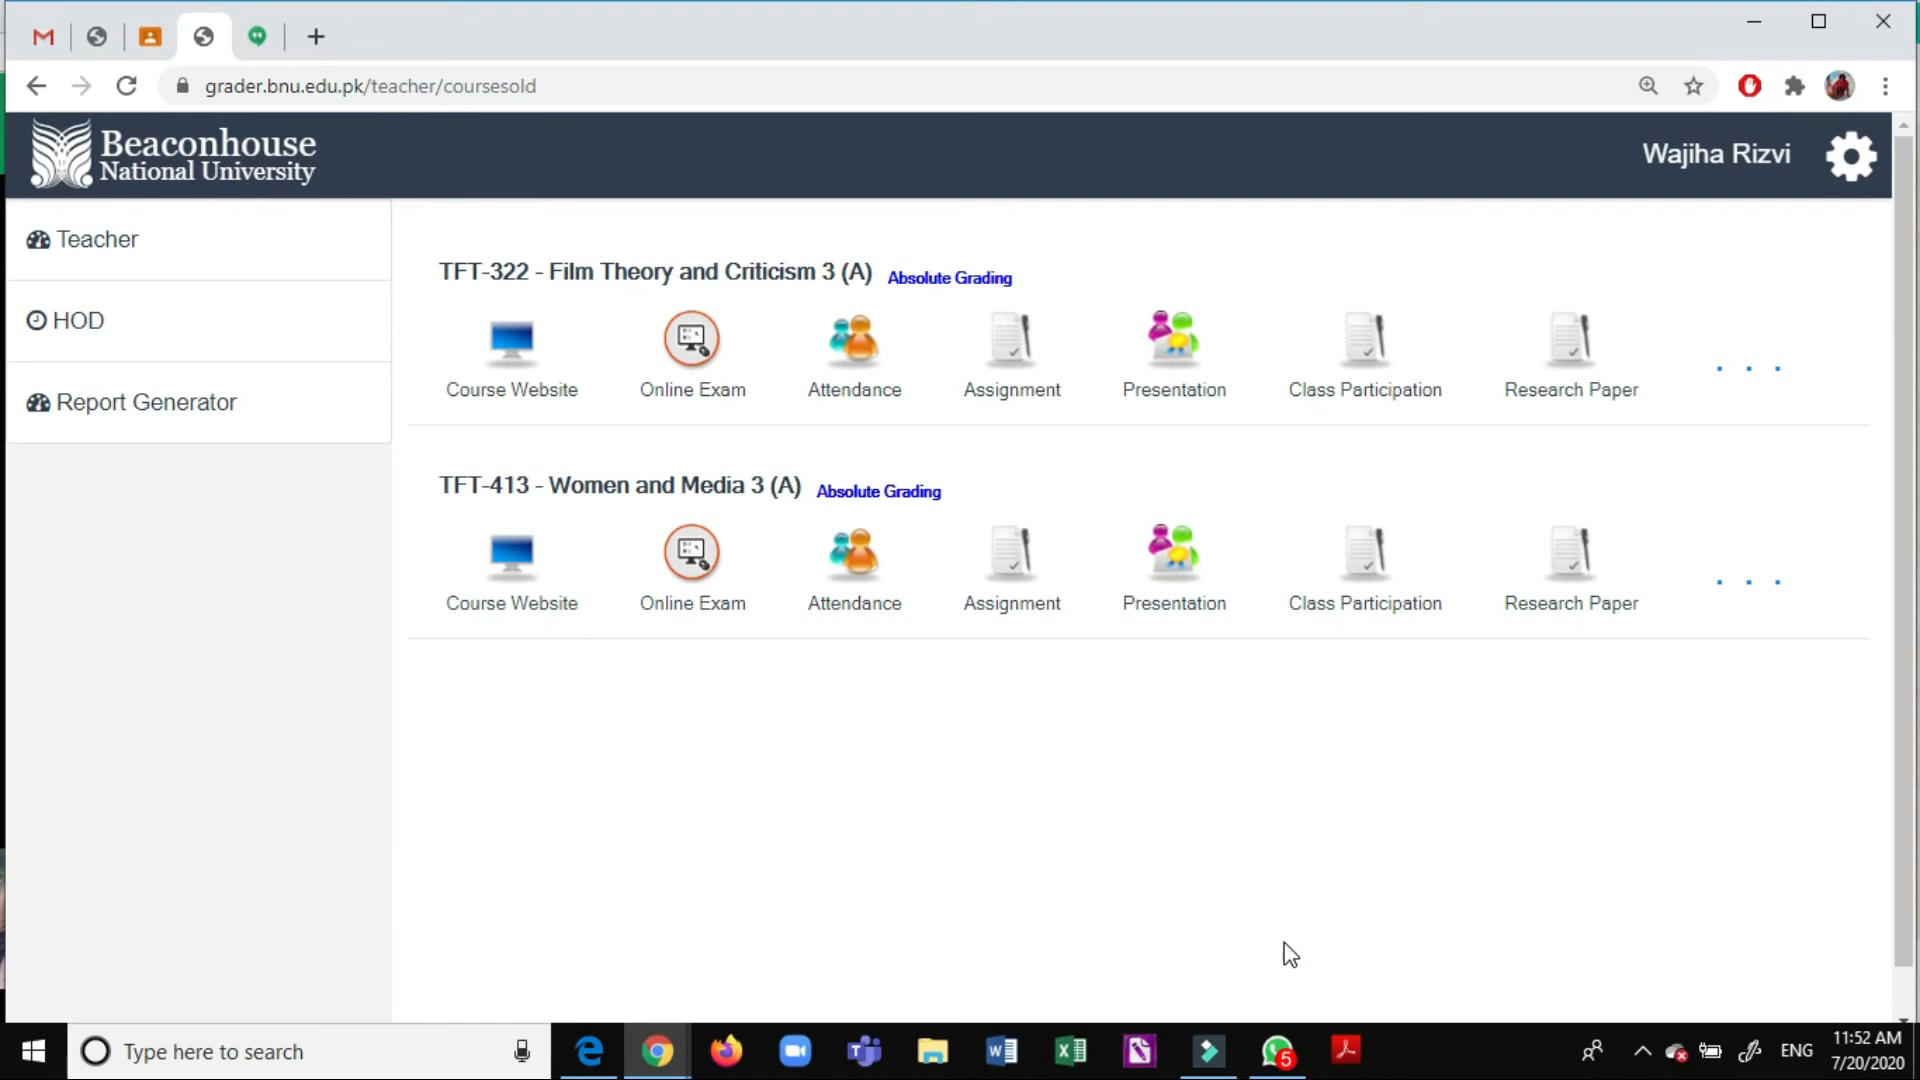 grader.bnu.edu.pk/teacher/coursesold
Beaconhouse
National University
Wajiha Rizvi
Teacher
HOD
Report Generator
TFT-322 - Film Theory and Criticism 3 (A) Absolute Grading
Course Website Online Exam Attendance Assignment Presentation Class Participation Research Paper . . .
TFT-413 - Women and Media 3 (A) Absolute Grading
Course Website Online Exam Attendance Assignment Presentation Class Participation Research Paper . . .
Type here to search
5
ENG
11:52 AM
7/20/2020